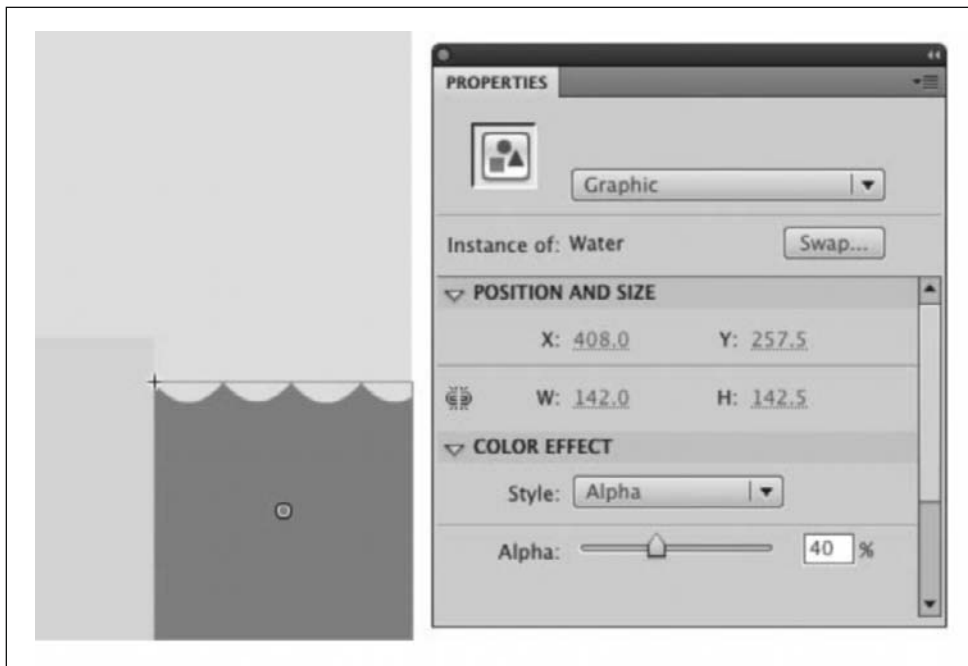 PROPERTIES
Graphic
Instance of: Water Swap...
POSITION AND SIZE
X: 408.0 Y: 257.5
W: 142.0 H: 142.5
COLOR EFFECT
Style: Alpha
Alpha: 40 %